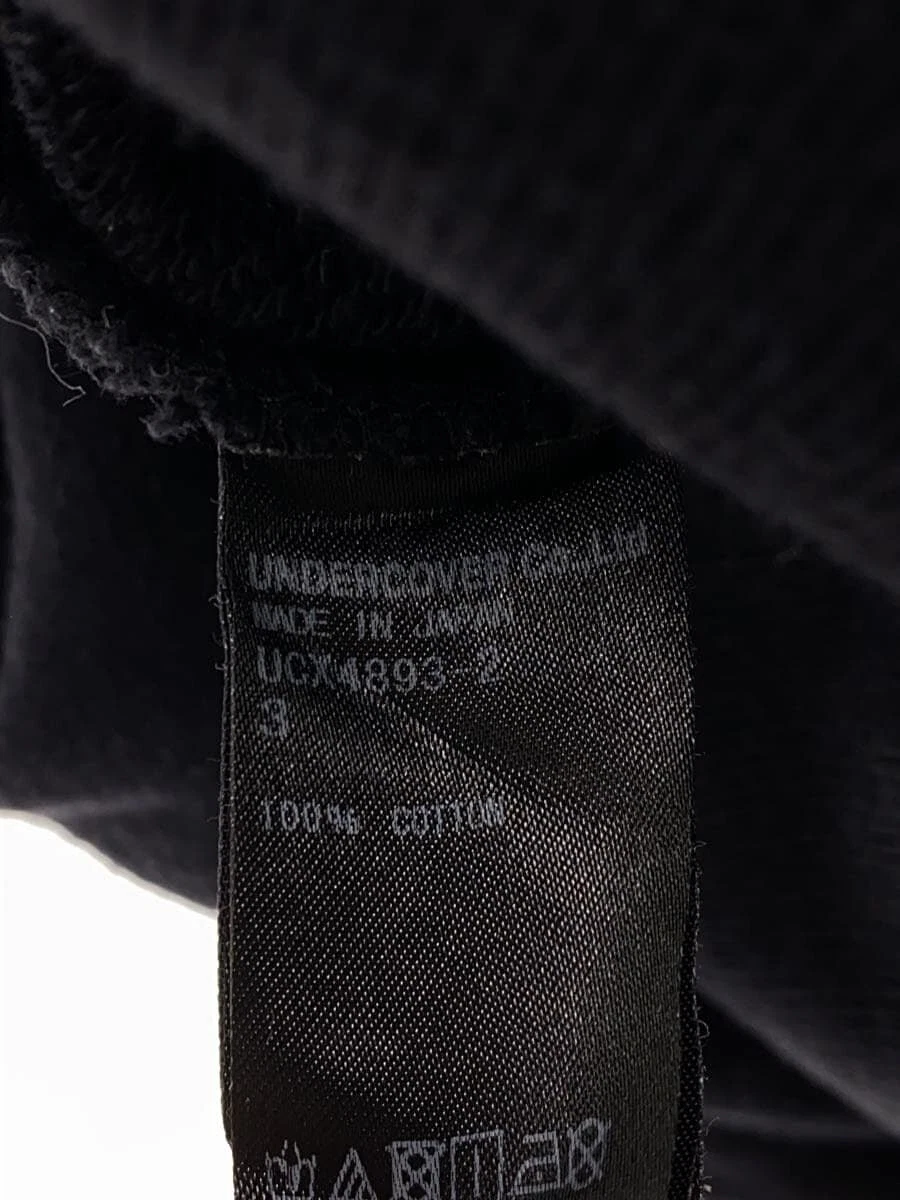 UNDERCOVER Co.,Ltd
MADE IN JAPAN
UCX4893-2
3
100% COTTON